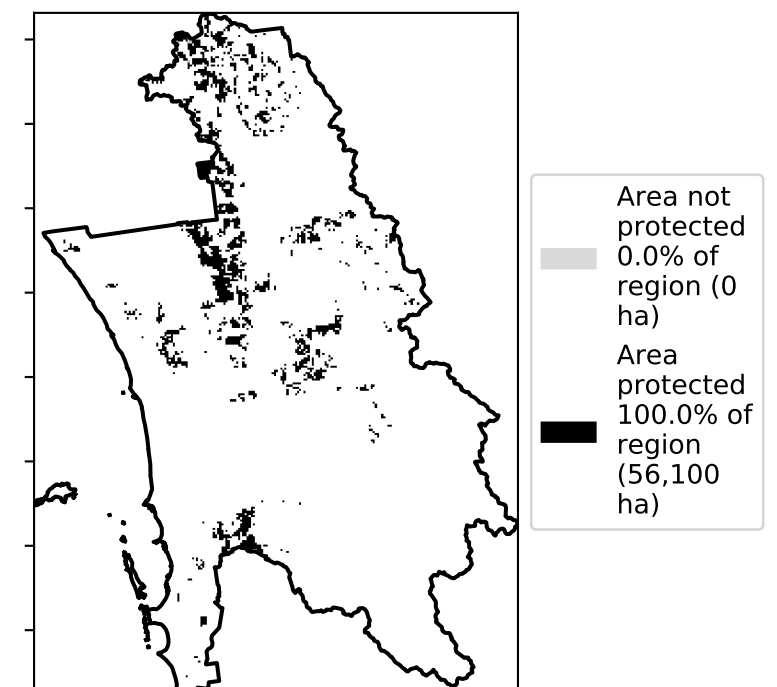 Area not
protected
0.0% of
region (0
ha)
Area
protected
100.0% of
region
(56,100
ha)